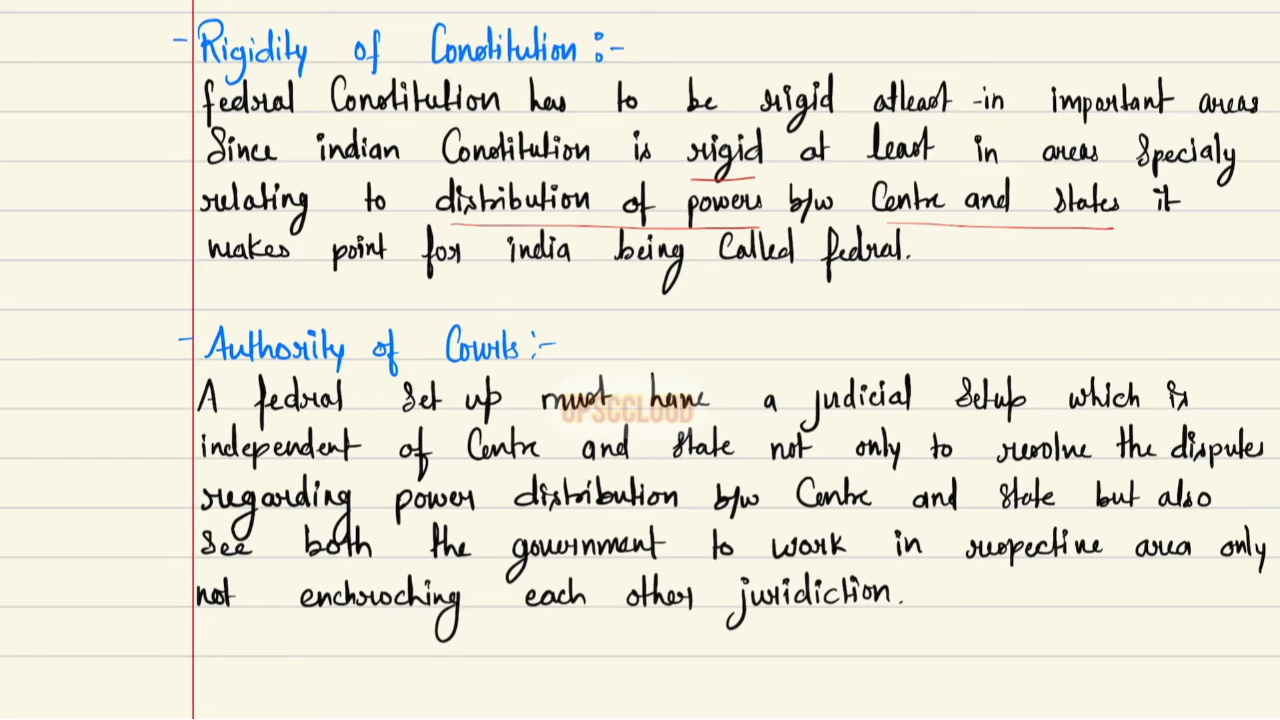 - Rigidity of Constitution :-
federal Constitution has to be rigid atleast in important areas
Since indian Constitution is rigid at least in areas Specialy
relating to distribution of powers b/w Centre and States it
makes point for india being Called federal.
- Authority of Courts :-
A federal Set up must have a judicial Setup which is
UPSCCLOUD
independent of Centre and State not only to resolve the disputes
regarding power distribution b/w Centre and State but also
See both the government to work in respective area only
not enchroching each other juridiction.